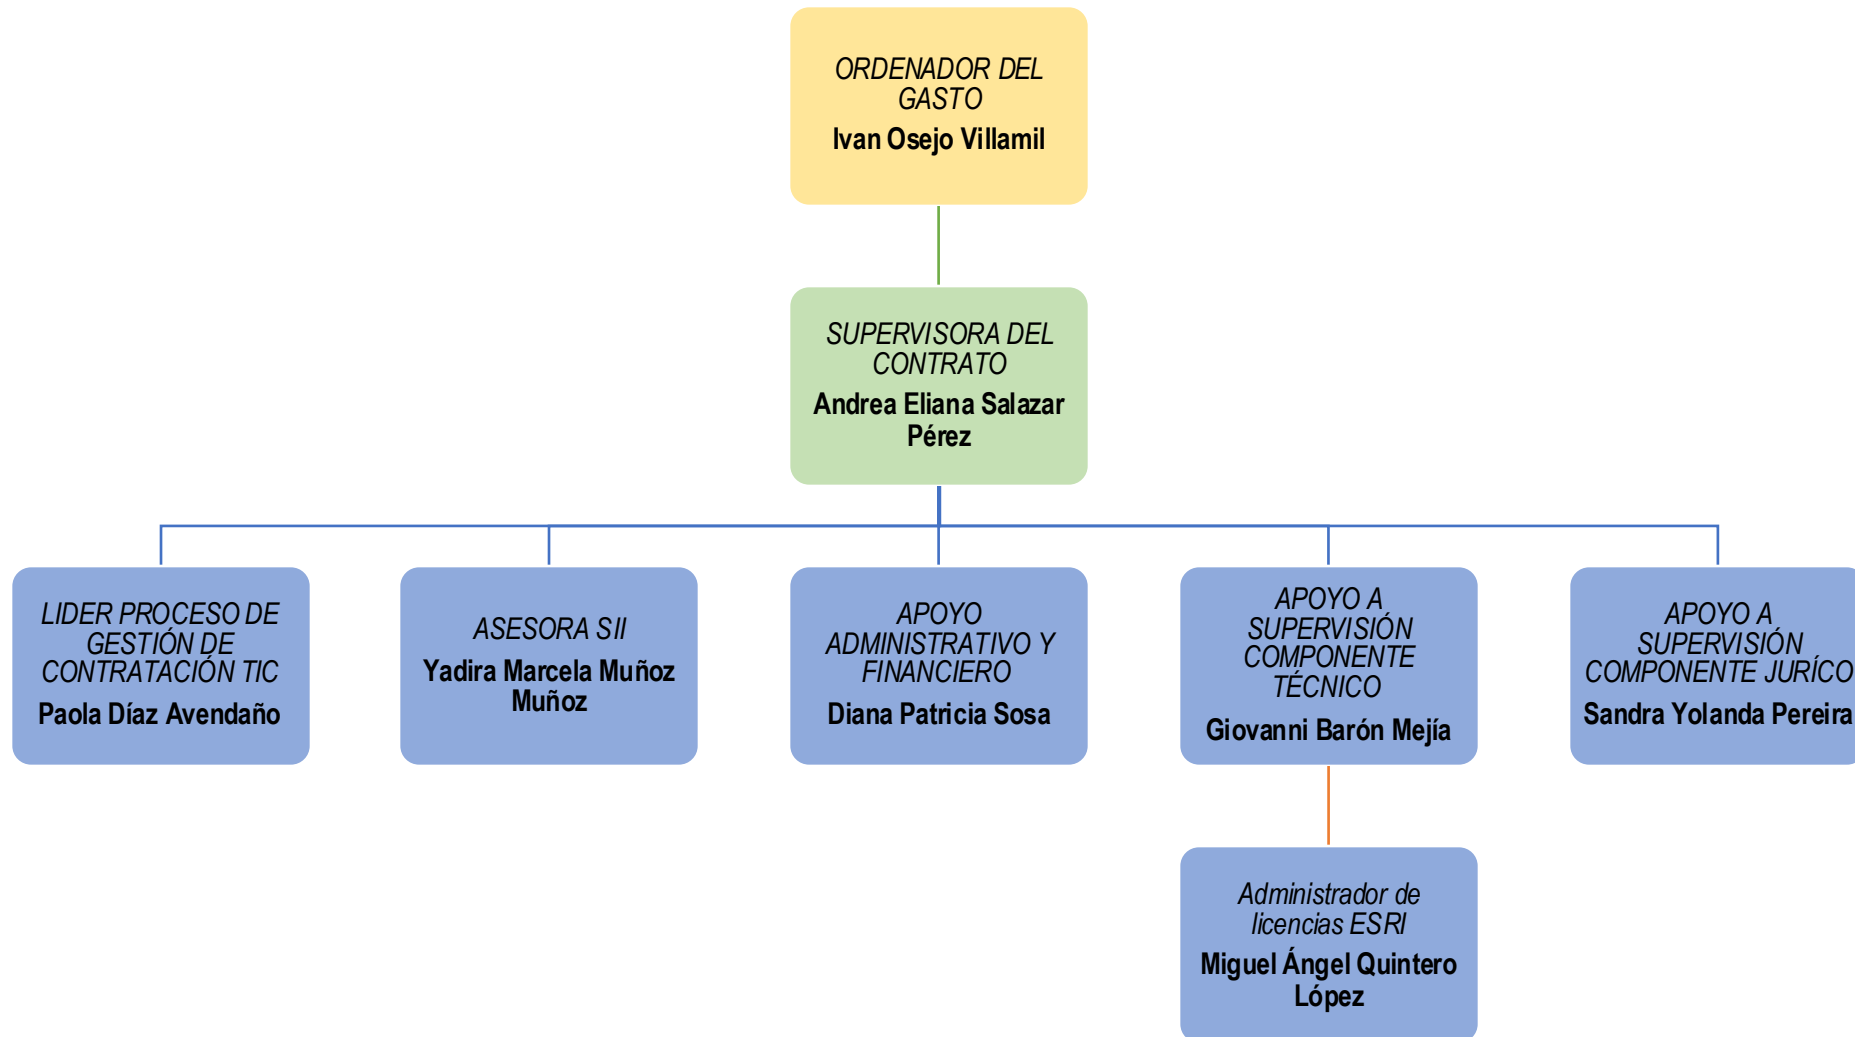 ORDENADOR DEL
GASTO
Ivan Osejo Villamil
SUPERVISORA DEL
CONTRATO
Andrea Eliana Salazar
Pérez
LIDER PROCESO DE
GESTIÓN DE
CONTRATACIÓN TIC
Paola Díaz Avendaño
ASESORA SII
Yadira Marcela Muñoz
Muñoz
APOYO
ADMINISTRATIVO Y
FINANCIERO
Diana Patricia Sosa
APOYO A
SUPERVISIÓN
COMPONENTE
TÉCNICO
Giovanni Barón Mejía
APOYO A
SUPERVISIÓN
COMPONENTE JURÍCO
Sandra Yolanda Pereira
Administrador de
licencias ESRI
Miguel Ángel Quintero
López